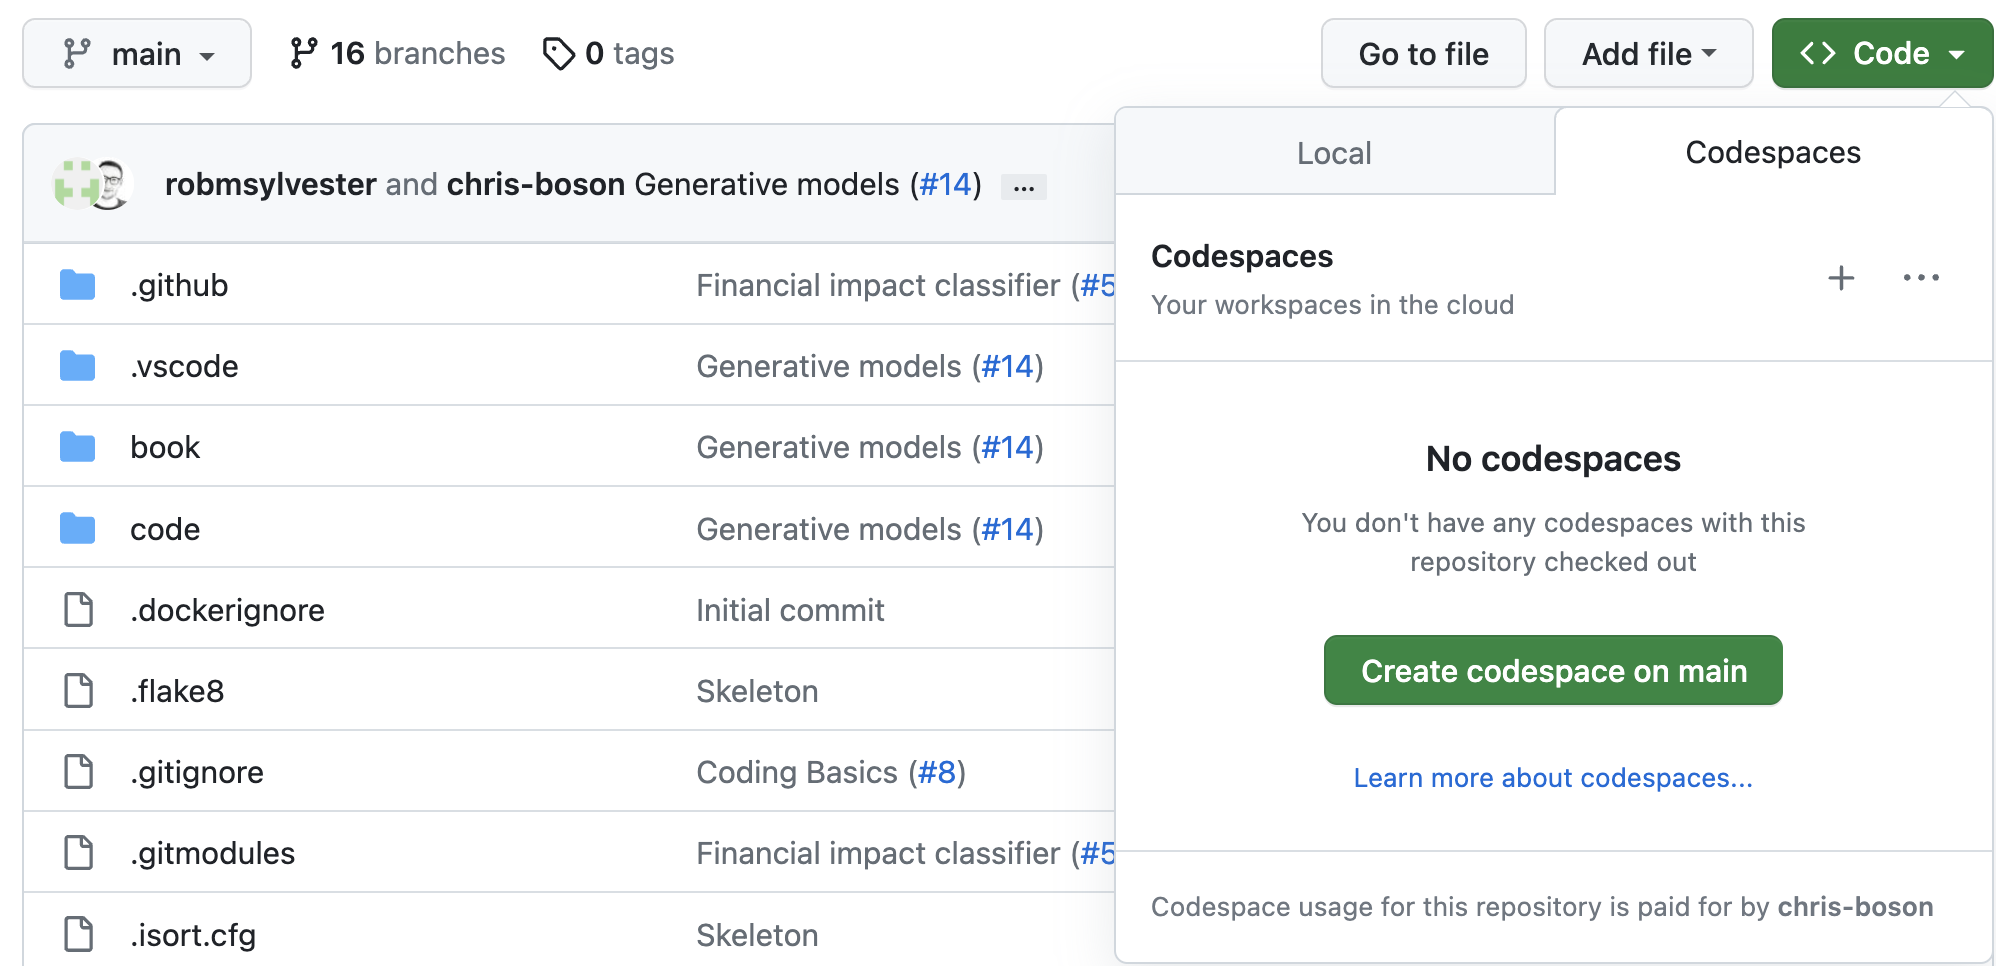 main
16 branches
0 tags
Go to file
Add file
Code
robmsylvester and chris-boson Generative models (#14) ...
.github Financial impact classifier (#5
.vscode Generative models (#14)
book Generative models (#14)
code Generative models (#14)
.dockerignore Initial commit
.flake8 Skeleton
.gitignore Coding Basics (#8)
.gitmodules Financial impact classifier (#5
.isort.cfg Skeleton
Local
Codespaces
Codespaces
Your workspaces in the cloud
No codespaces
You don't have any codespaces with this
repository checked out
Create codespace on main
Learn more about codespaces...
Codespace usage for this repository is paid for by chris-boson